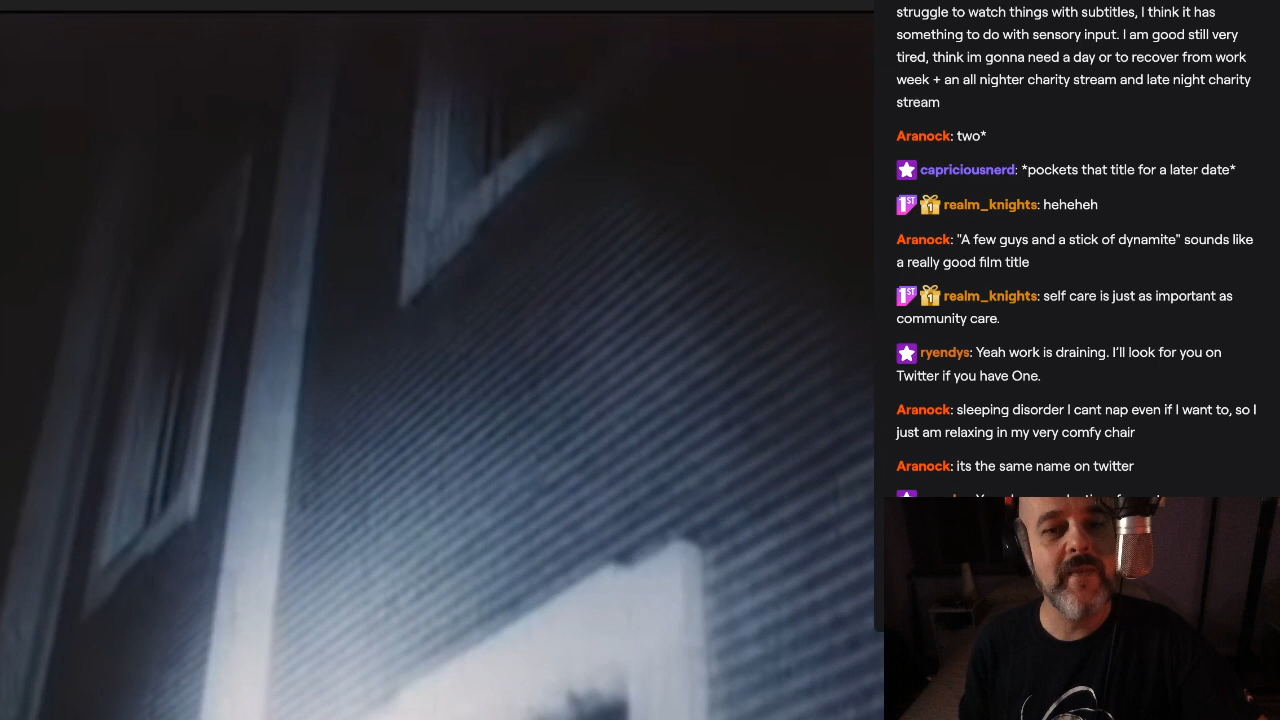 struggle to watch things with subtitles, I think it has
something to do with sensory input. I am good still very
tired, think im gonna need a day or to recover from work
week + an all nighter charity stream and late night charity
stream
Aranock: two*
capriciousnerd: *pockets that title for a later date*
1ST 1 realm_knights: heheheh
Aranock: "A few guys and a stick of dynamite" sounds like
a really good film title
1ST 1 realm_knights: self care is just as important as
community care.
ryendys: Yeah work is draining. I'll look for you on
Twitter if you have One.
Aranock: sleeping disorder I cant nap even if I want to, so I
just am relaxing in my very comfy chair
Aranock: its the same name on twitter